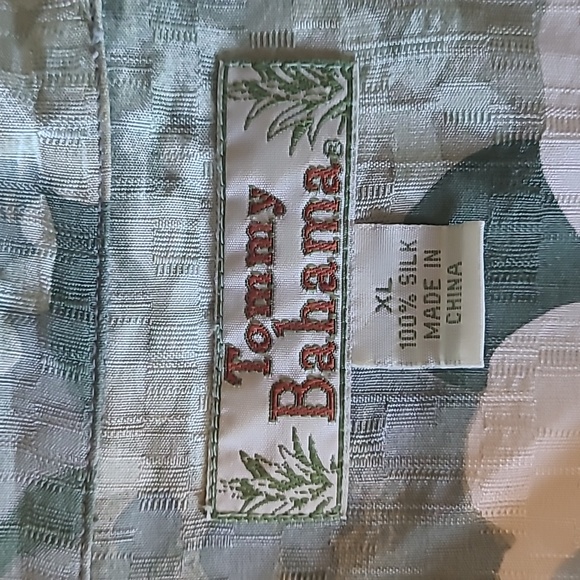 Tommy
Bahama®
XL
100% SILK
MADE IN
CHINA